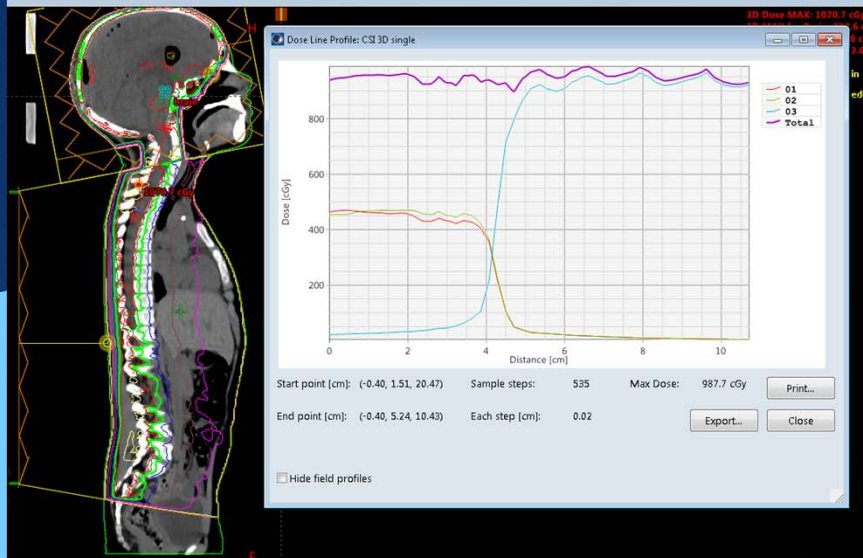 3D Dose MAX: 1070.7 cGy
H
Dose Line Profile: CSI 3D single
01
02
03
Total
in
brain
1070.7 cGy
Dose [cGy]
800
600
400
200
0
2
4
6
8
10
Distance [cm]
Start point [cm]: (-0.40, 1.51, 20.47) Sample steps: 535 Max Dose: 987.7 cGy Print...
End point [cm]: (-0.40, 5.24, 10.43) Each step [cm]: 0.02 Export... Close
Hide field profiles